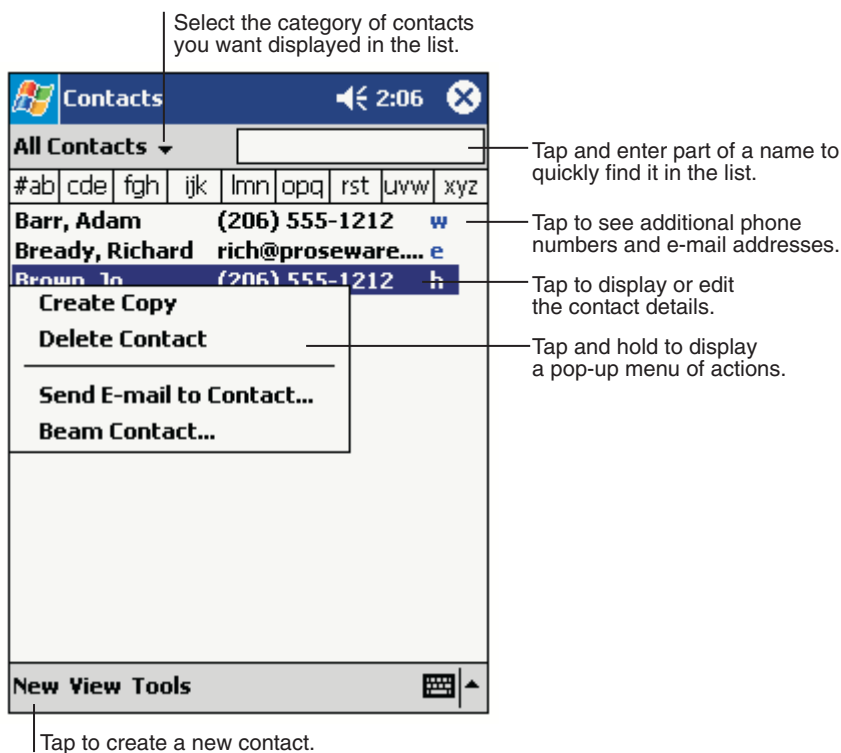 Select the category of contacts
you want displayed in the list.
Contacts 2:06
All Contacts
Tap and enter part of a name to
quickly find it in the list.
#ab cde fgh ijk lmn opq rst uvw xyz
Barr, Adam (206) 555-1212 w
Tap to see additional phone
numbers and e-mail addresses.
Bready, Richard rich@proseware.... e
Brown, Jo (206) 555-1212 h
Tap to display or edit
the contact details.
Create Copy
Delete Contact
Tap and hold to display
a pop-up menu of actions.
Send E-mail to Contact...
Beam Contact...
New View Tools
Tap to create a new contact.